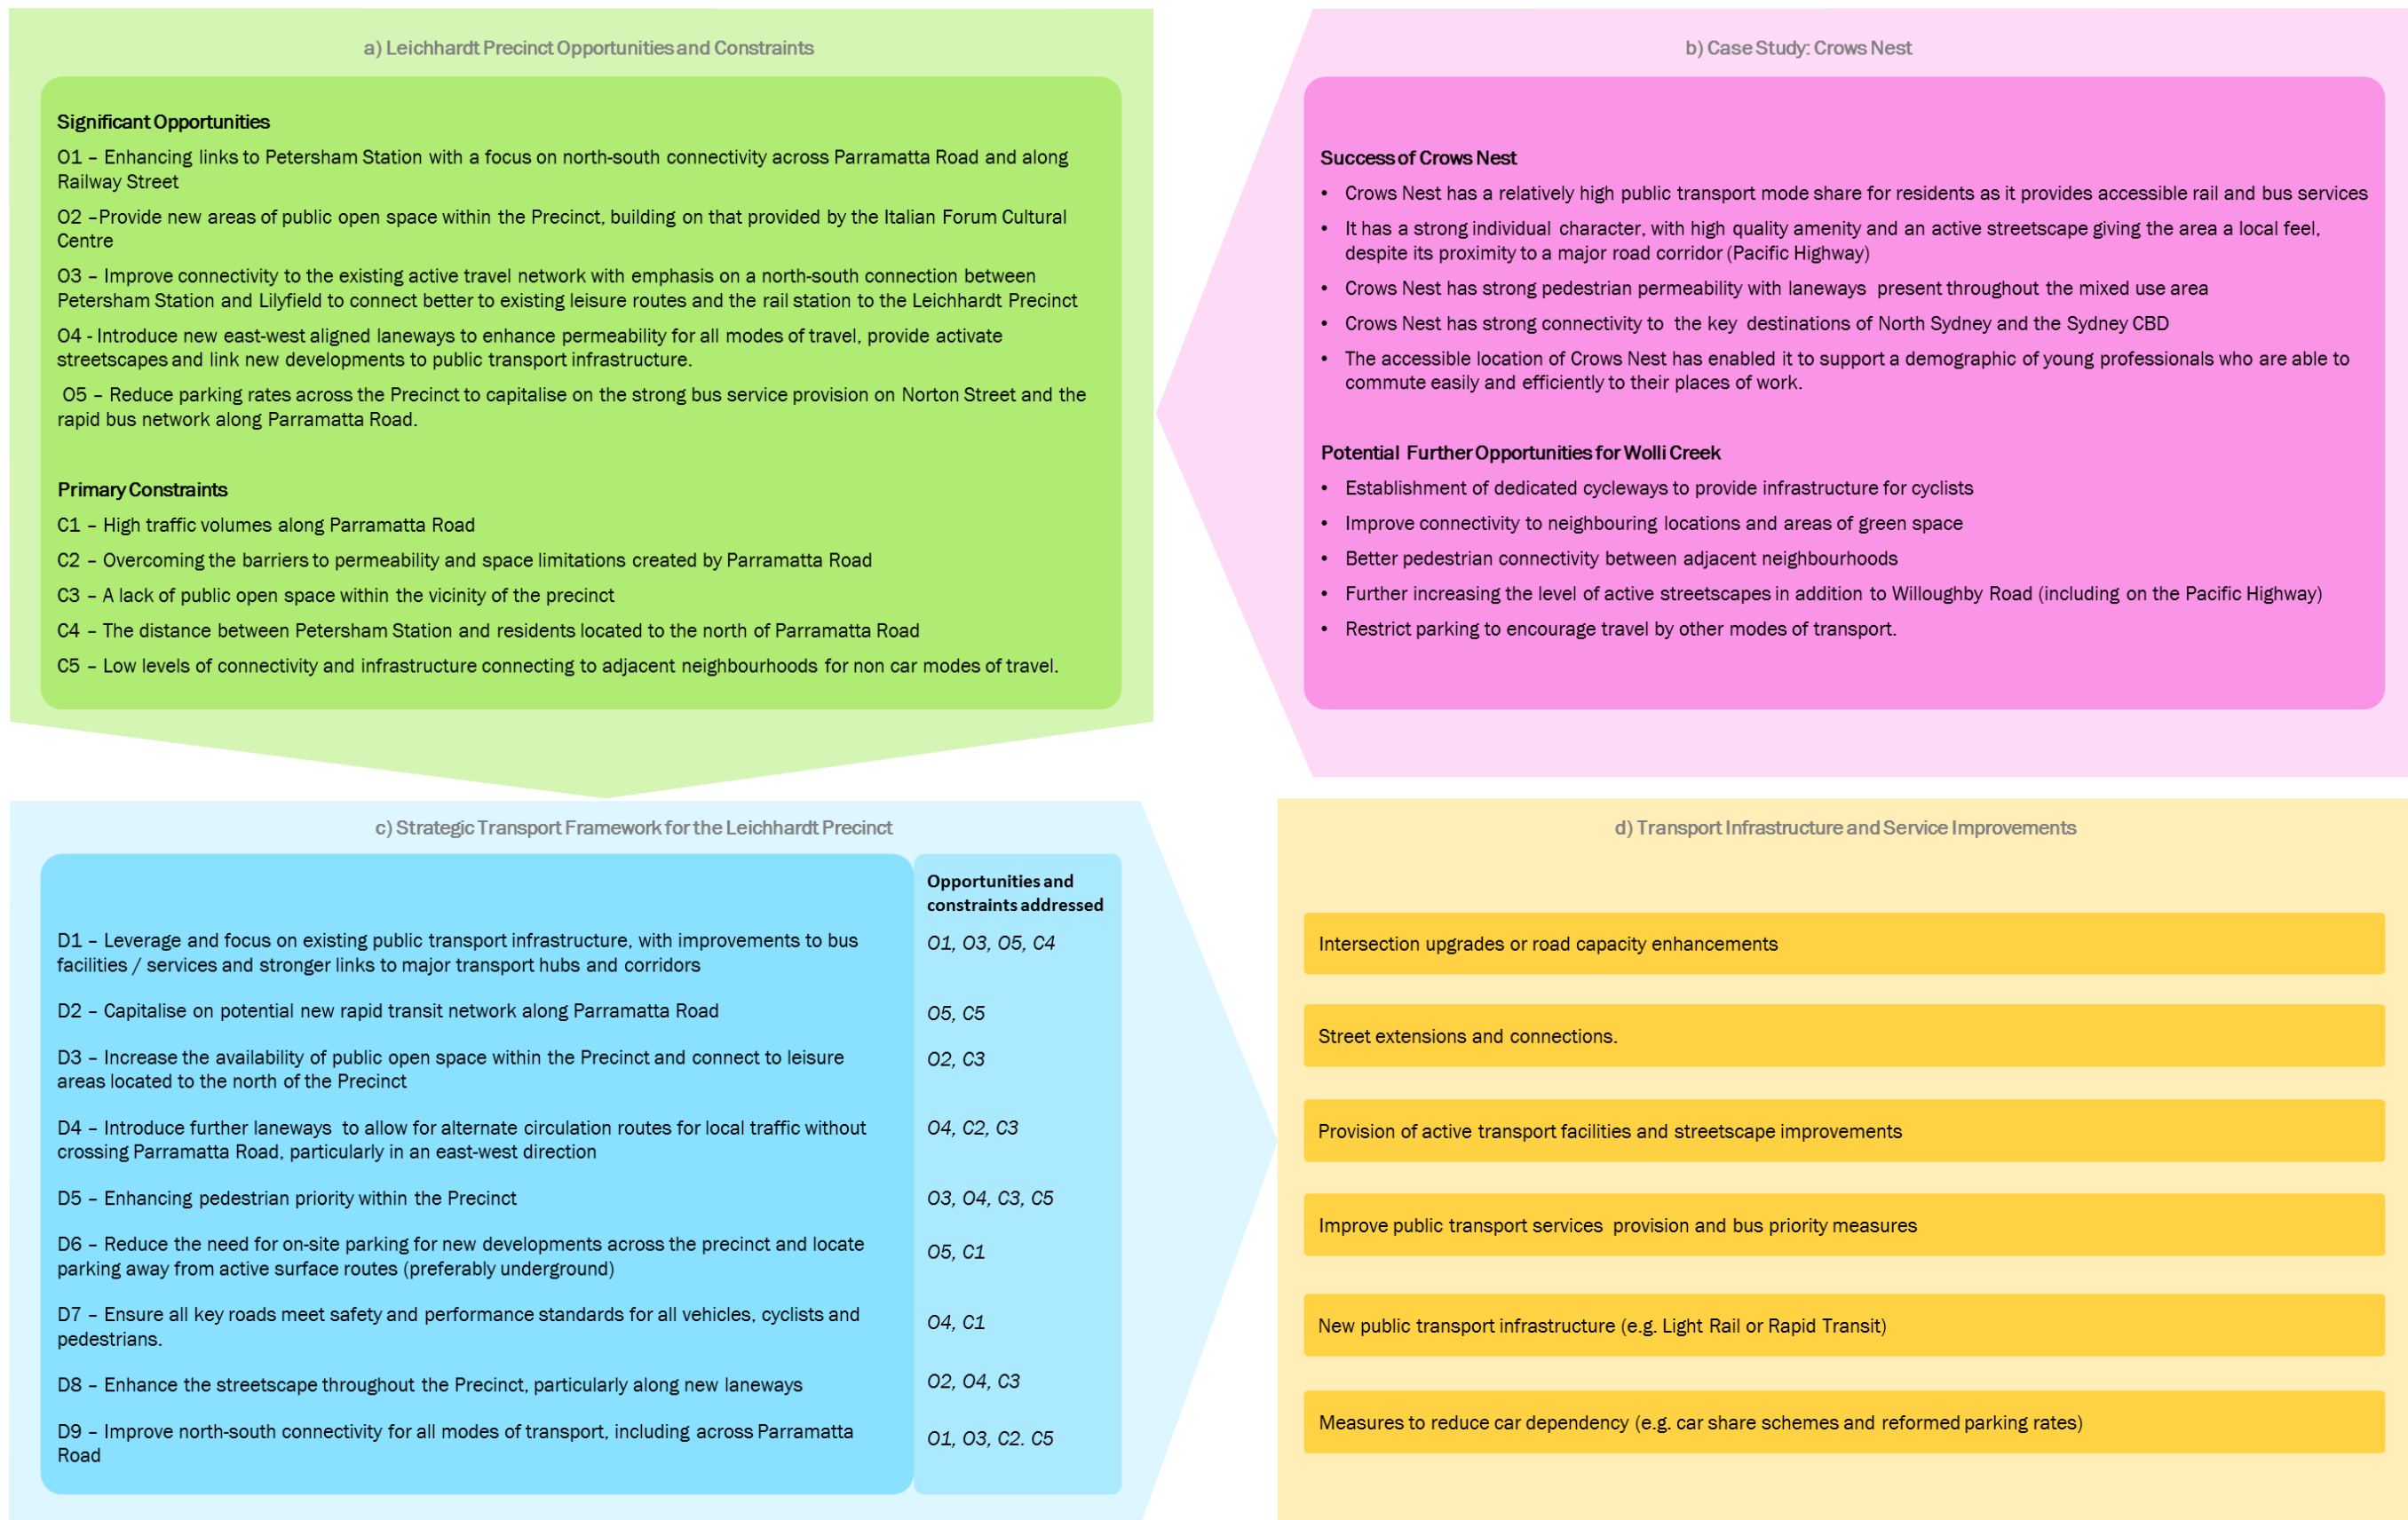 a) Leichhardt Precinct Opportunities and Constraints
Significant Opportunities
O1 – Enhancing links to Petersham Station with a focus on north-south connectivity across Parramatta Road and along
Railway Street
O2 –Provide new areas of public open space within the Precinct, building on that provided by the Italian Forum Cultural
Centre
O3 – Improve connectivity to the existing active travel network with emphasis on a north-south connection between
Petersham Station and Lilyfield to connect better to existing leisure routes and the rail station to the Leichhardt Precinct
O4 - Introduce new east-west aligned laneways to enhance permeability for all modes of travel, provide activate
streetscapes and link new developments to public transport infrastructure.
O5 – Reduce parking rates across the Precinct to capitalise on the strong bus service provision on Norton Street and the
rapid bus network along Parramatta Road.
Primary Constraints
C1 – High traffic volumes along Parramatta Road
C2 – Overcoming the barriers to permeability and space limitations created by Parramatta Road
C3 – A lack of public open space within the vicinity of the precinct
C4 – The distance between Petersham Station and residents located to the north of Parramatta Road
C5 – Low levels of connectivity and infrastructure connecting to adjacent neighbourhoods for non car modes of travel.
b) Case Study: Crows Nest
Success of Crows Nest
• Crows Nest has a relatively high public transport mode share for residents as it provides accessible rail and bus services
• It has a strong individual character, with high quality amenity and an active streetscape giving the area a local feel,
despite its proximity to a major road corridor (Pacific Highway)
• Crows Nest has strong pedestrian permeability with laneways present throughout the mixed use area
• Crows Nest has strong connectivity to the key destinations of North Sydney and the Sydney CBD
• The accessible location of Crows Nest has enabled it to support a demographic of young professionals who are able to
commute easily and efficiently to their places of work.
Potential Further Opportunities for Wolli Creek
• Establishment of dedicated cycleways to provide infrastructure for cyclists
• Improve connectivity to neighbouring locations and areas of green space
• Better pedestrian connectivity between adjacent neighbourhoods
• Further increasing the level of active streetscapes in addition to Willoughby Road (including on the Pacific Highway)
• Restrict parking to encourage travel by other modes of transport.
c) Strategic Transport Framework for the Leichhardt Precinct
Opportunities and
constraints addressed
D1 – Leverage and focus on existing public transport infrastructure, with improvements to bus
facilities / services and stronger links to major transport hubs and corridors
O1, O3, O5, C4
D2 – Capitalise on potential new rapid transit network along Parramatta Road
O5, C5
D3 – Increase the availability of public open space within the Precinct and connect to leisure
areas located to the north of the Precinct
O2, C3
D4 – Introduce further laneways to allow for alternate circulation routes for local traffic without
crossing Parramatta Road, particularly in an east-west direction
O4, C2, C3
D5 – Enhancing pedestrian priority within the Precinct
O3, O4, C3, C5
D6 – Reduce the need for on-site parking for new developments across the precinct and locate
parking away from active surface routes (preferably underground)
O5, C1
D7 – Ensure all key roads meet safety and performance standards for all vehicles, cyclists and
pedestrians.
O4, C1
D8 – Enhance the streetscape throughout the Precinct, particularly along new laneways
O2, O4, C3
D9 – Improve north-south connectivity for all modes of transport, including across Parramatta
Road
O1, O3, C2. C5
d) Transport Infrastructure and Service Improvements
Intersection upgrades or road capacity enhancements
Street extensions and connections.
Provision of active transport facilities and streetscape improvements
Improve public transport services provision and bus priority measures
New public transport infrastructure (e.g. Light Rail or Rapid Transit)
Measures to reduce car dependency (e.g. car share schemes and reformed parking rates)